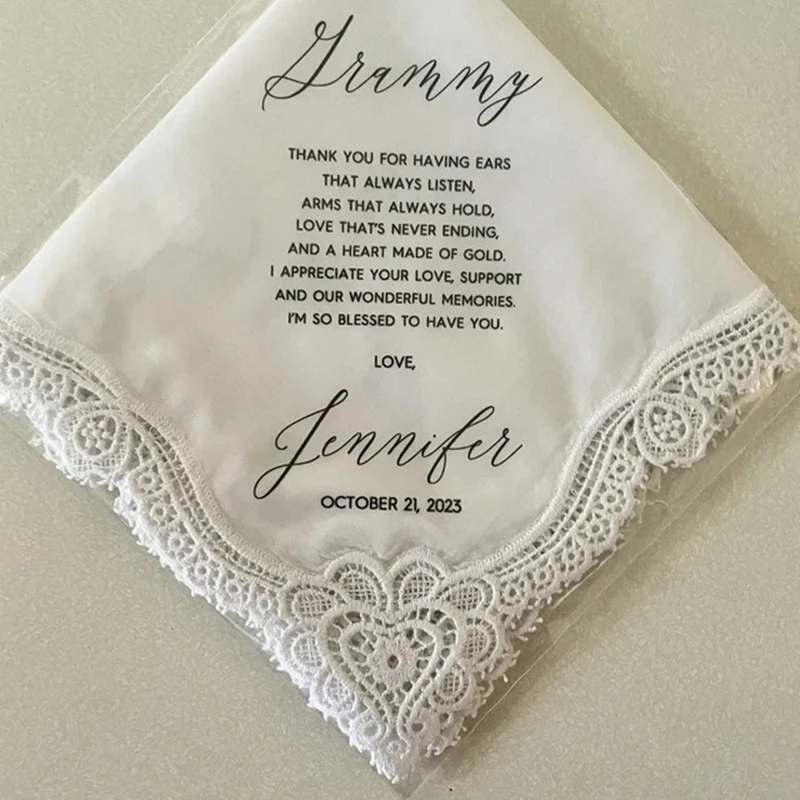 Grammy
THANK YOU FOR HAVING EARS
THAT ALWAYS LISTEN,
ARMS THAT ALWAYS HOLD,
LOVE THAT'S NEVER ENDING,
AND A HEART MADE OF GOLD.
I APPRECIATE YOUR LOVE, SUPPORT
AND OUR WONDERFUL MEMORIES.
I'M SO BLESSED TO HAVE YOU.
LOVE,
Jennifer
OCTOBER 21, 2023